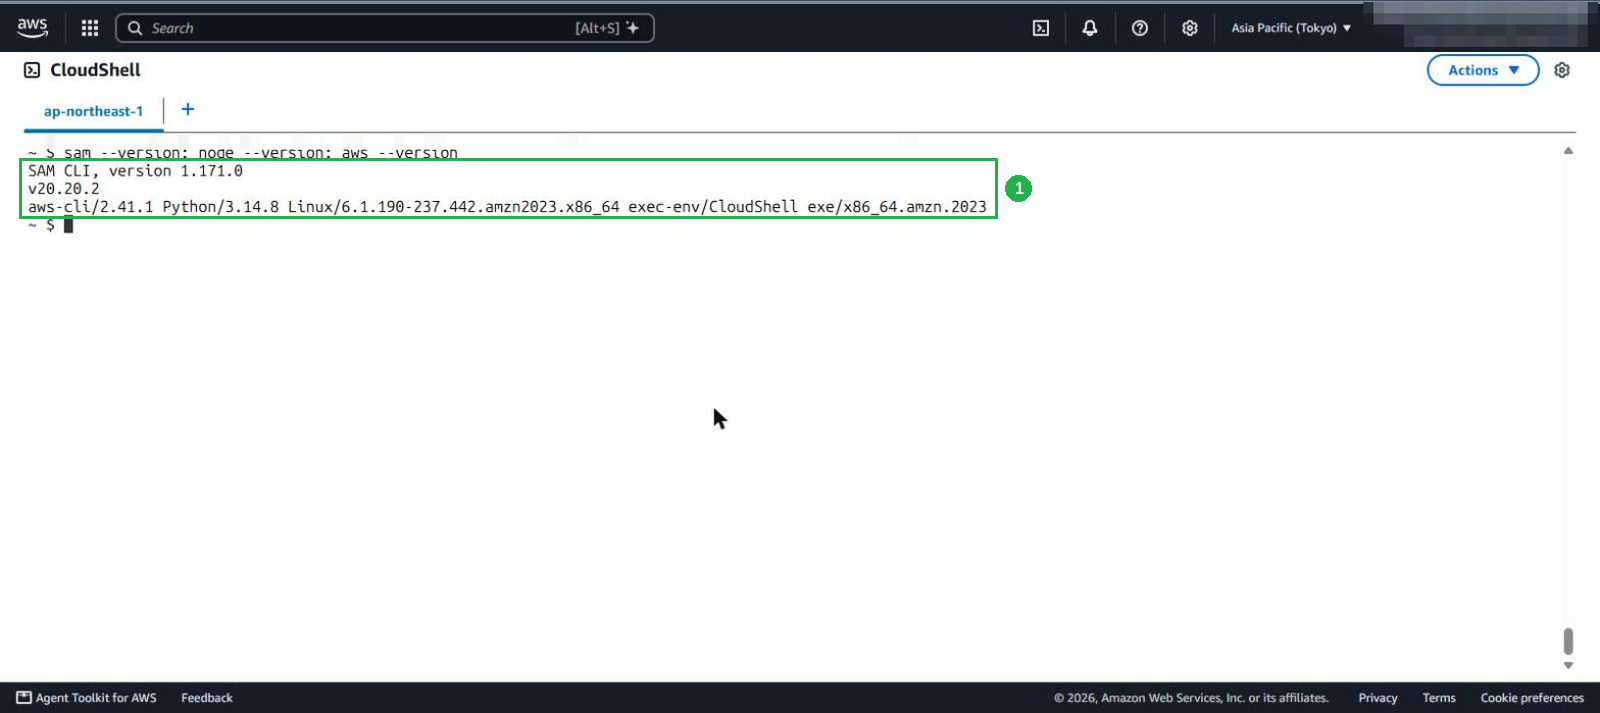 aws
Search [Alt+S]
Asia Pacific (Tokyo)
CloudShell
Actions
ap-northeast-1 +
~ $ sam --version; node --version; aws --version
SAM CLI, version 1.171.0
v20.20.2
aws-cli/2.41.1 Python/3.14.8 Linux/6.1.190-237.442.amzn2023.x86_64 exec-env/CloudShell exe/x86_64.amzn.2023
1
~ $
Agent Toolkit for AWS Feedback © 2026, Amazon Web Services, Inc. or its affiliates. Privacy Terms Cookie preferences